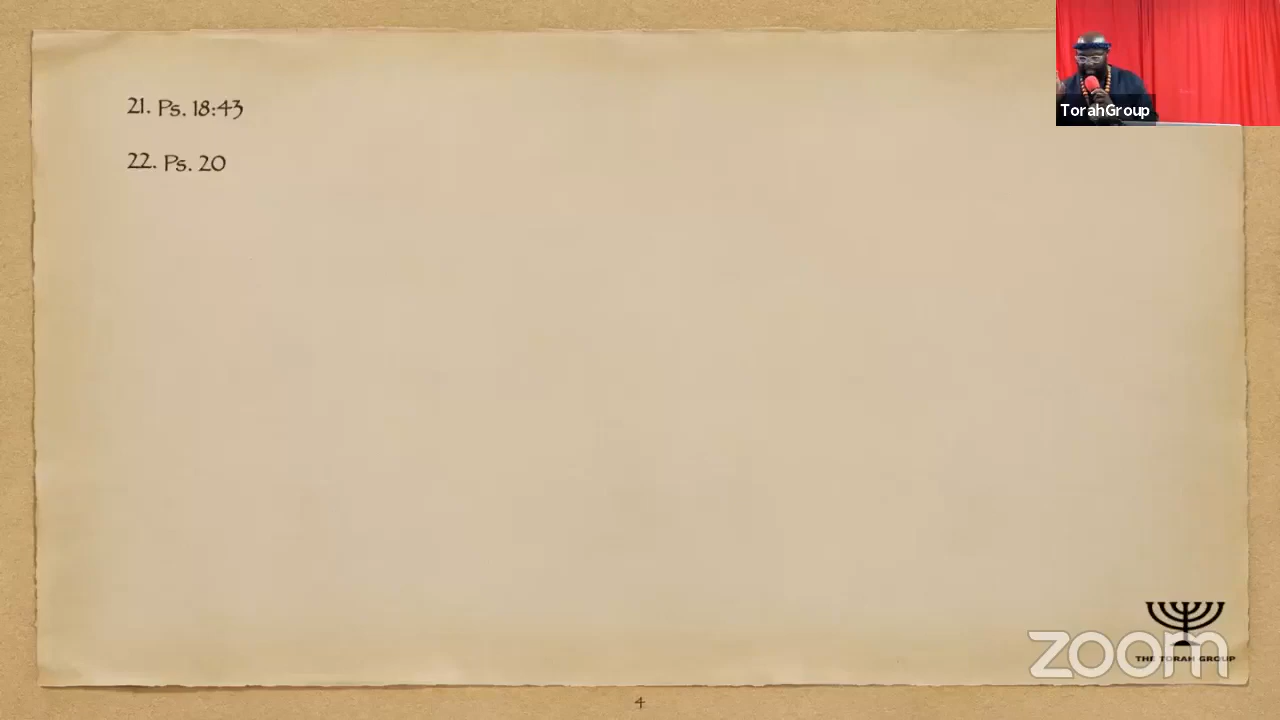 TorahGroup
21. Ps. 18:43
22. Ps. 20
THE TORAH GROUP
zoom
4